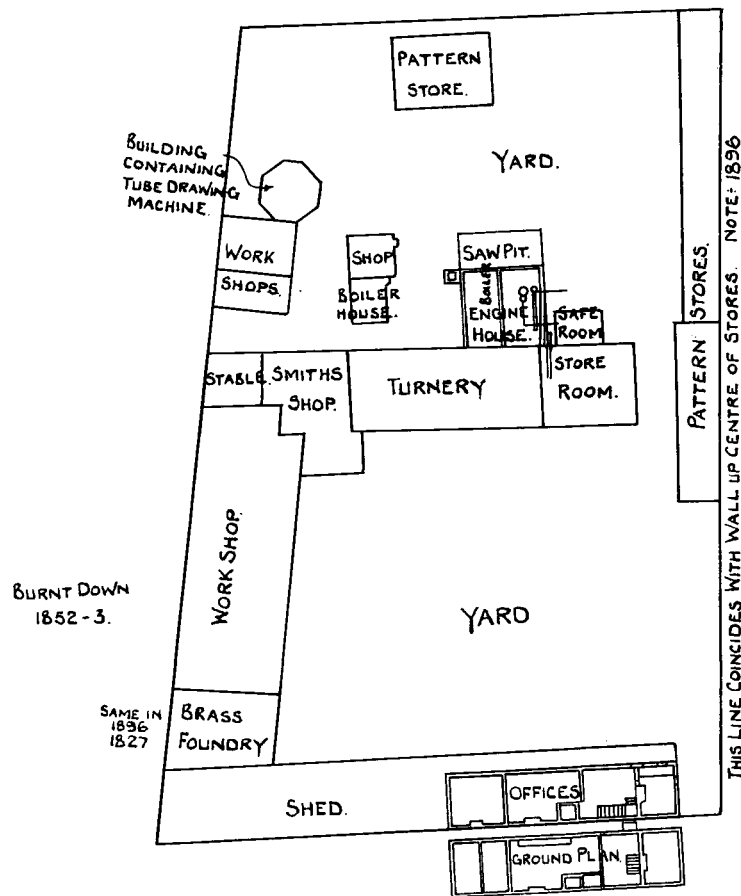 PATTERN
STORE.
BUILDING
CONTAINING
TUBE DRAWING
MACHINE.
YARD.
WORK
SHOPS.
SHOP
BOILER
HOUSE.
SAW PIT.
BOILER
ENGINE
HOUSE.
SAFE
ROOM
STABLE.
SMITHS
SHOP.
TURNERY
STORE
ROOM.
PATTERN STORES.
THIS LINE COINCIDES WITH WALL UP CENTRE OF STORES. NOTE:- 1896
WORK SHOP.
BURNT DOWN
1852-3.
YARD
SAME IN
1896
1827
BRASS
FOUNDRY
SHED.
OFFICES
GROUND PLAN.